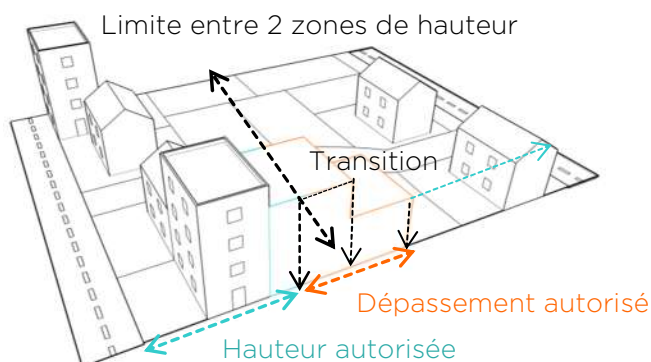 Limite entre 2 zones de hauteur
Transition
Dépassement autorisé
Hauteur autorisée